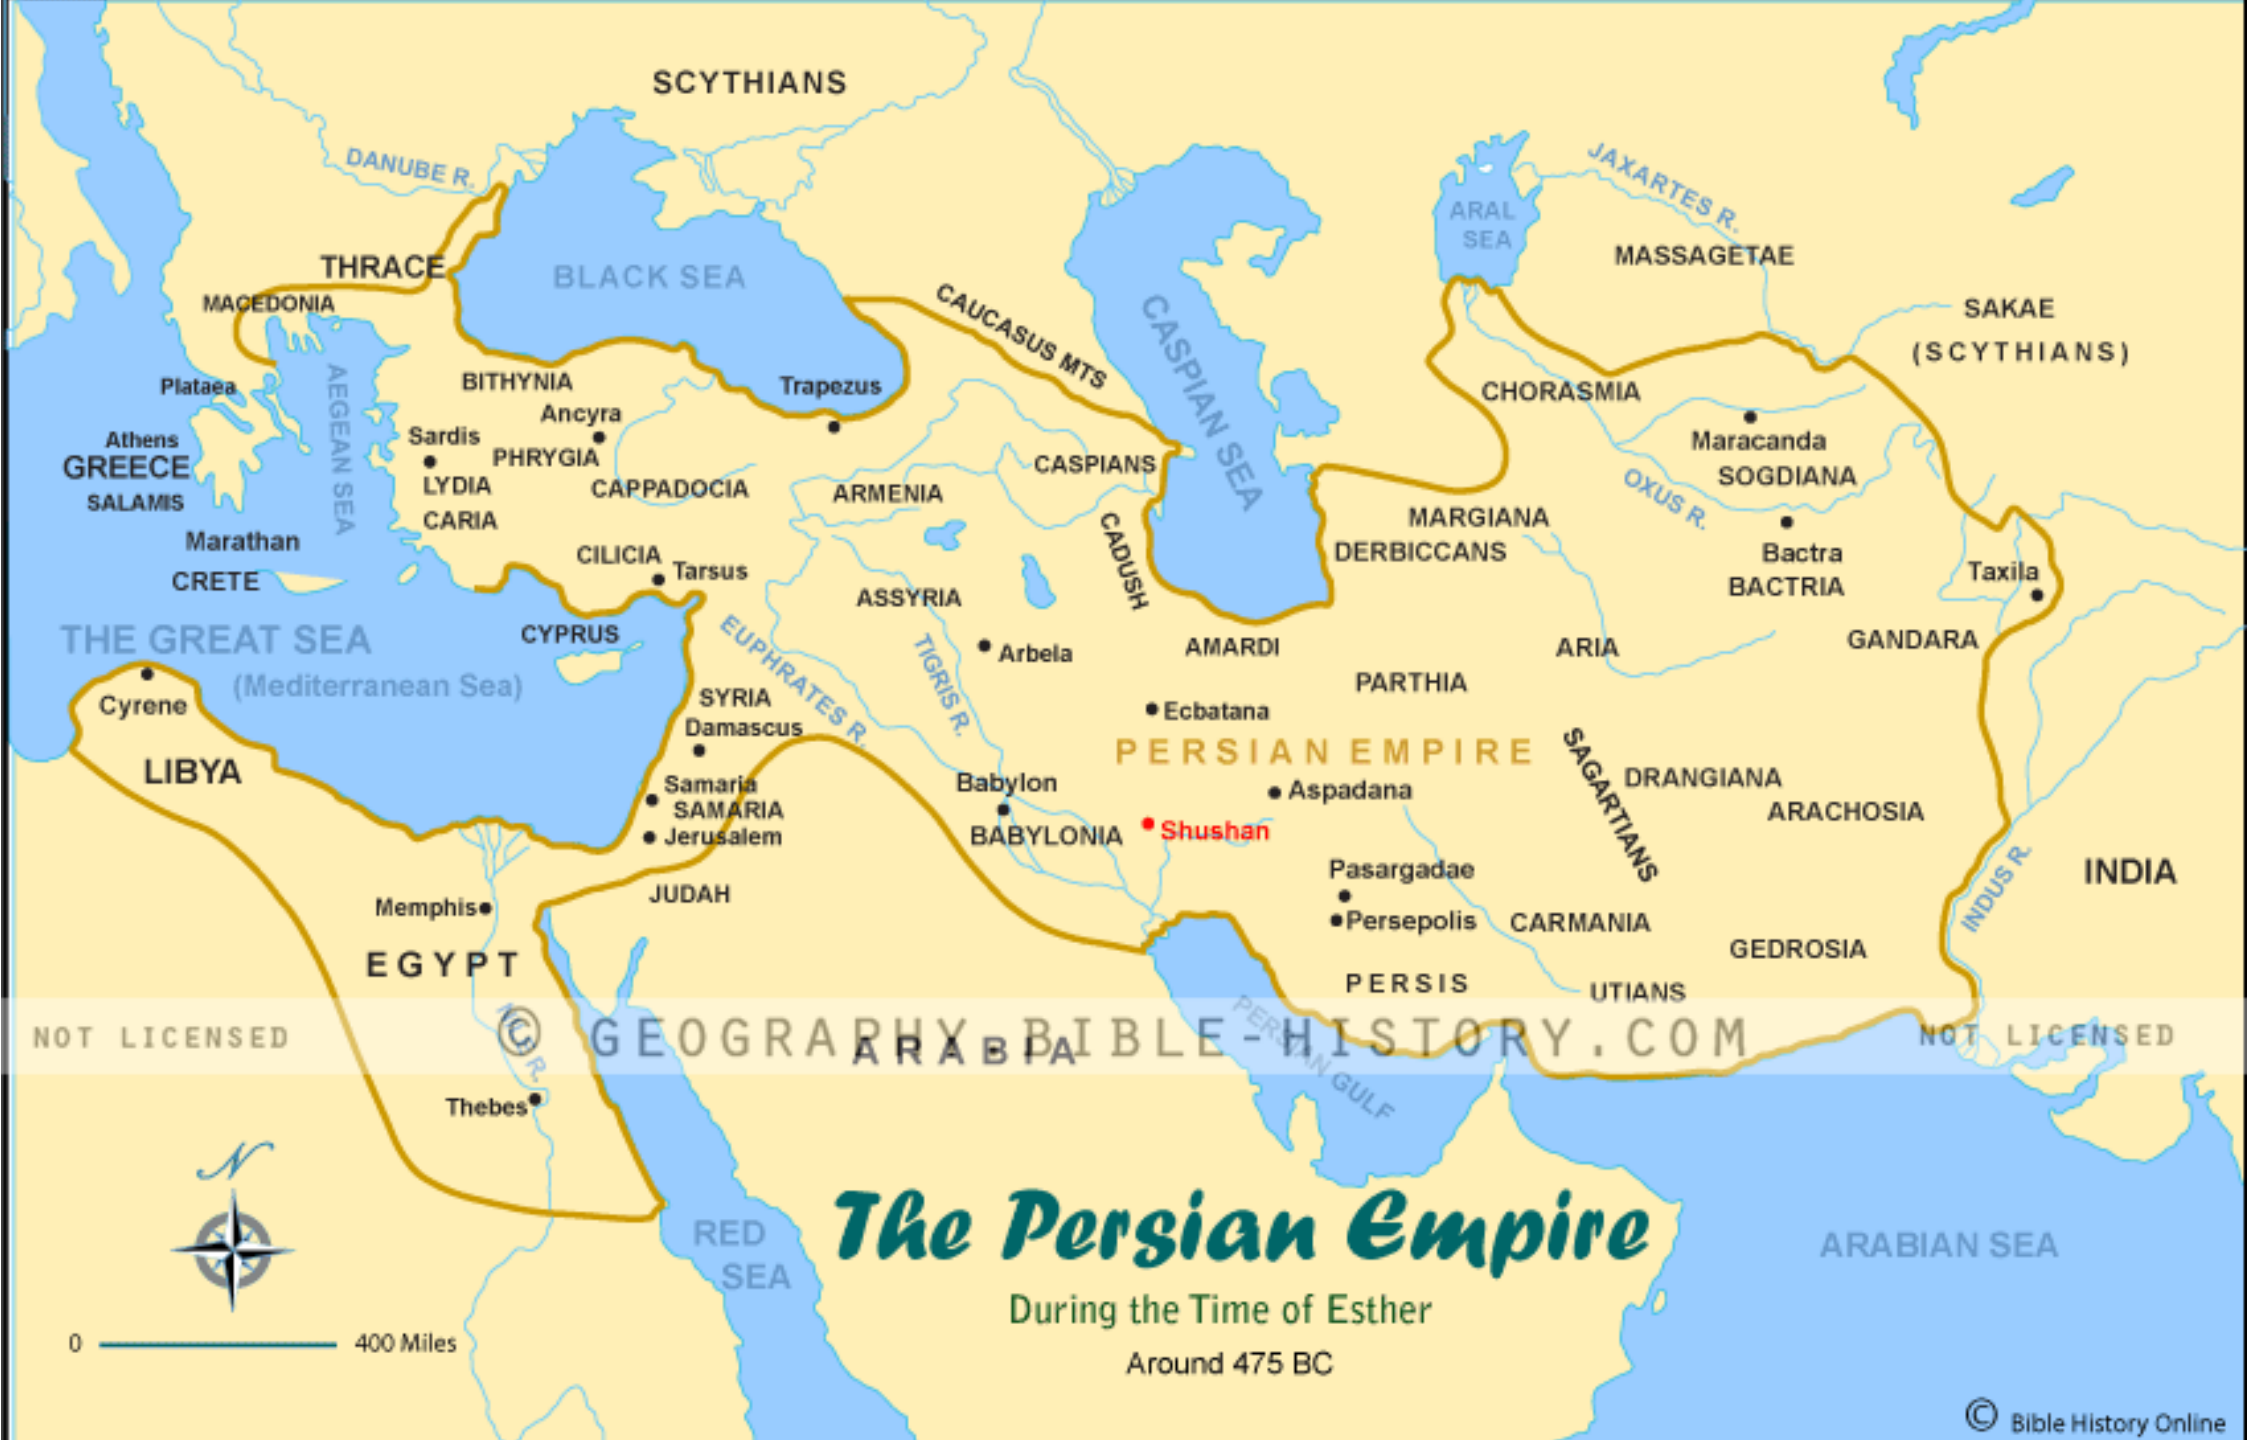 SCYTHIANS
DANUBE R.
JAXARTES R.
ARAL
SEA
MASSAGETAE
THRACE
BLACK SEA
MACEDONIA
CAUCASUS MTS
CASPIAN SEA
SAKAE
(SCYTHIANS)
Plataea
AEGEAN SEA
BITHYNIA
Trapezus
CHORASMIA
Ancyra
Athens
Sardis
GREECE
PHRYGIA
CASPIANS
Maracanda
SOGDIANA
SALAMIS
LYDIA
CAPPADOCIA
ARMENIA
OXUS R.
CARIA
MARGIANA
Marathan
CADUSH
DERBICCANS
Bactra
CILICIA
Tarsus
Taxila
CRETE
ASSYRIA
BACTRIA
THE GREAT SEA
CYPRUS
EUPHRATES R.
TIGRIS R.
Arbela
AMARDI
ARIA
GANDARA
(Mediterranean Sea)
Cyrene
SYRIA
PARTHIA
Damascus
Ecbatana
PERSIAN EMPIRE
LIBYA
Samaria
Babylon
Aspadana
SAGARTIANS
DRANGIANA
SAMARIA
ARACHOSIA
Jerusalem
BABYLONIA
Shushan
Pasargadae
INDUS R.
INDIA
JUDAH
Memphis
Persepolis
CARMANIA
GEDROSIA
EGYPT
PERSIS
UTIANS
NILE R.
PERSIAN GULF
NOT LICENSED
© GEOGRAPHY.BIBLE-HISTORY.COM
NOT LICENSED
ARABIA
Thebes
N
The Persian Empire
RED
SEA
ARABIAN SEA
During the Time of Esther
0 400 Miles
Around 475 BC
© Bible History Online